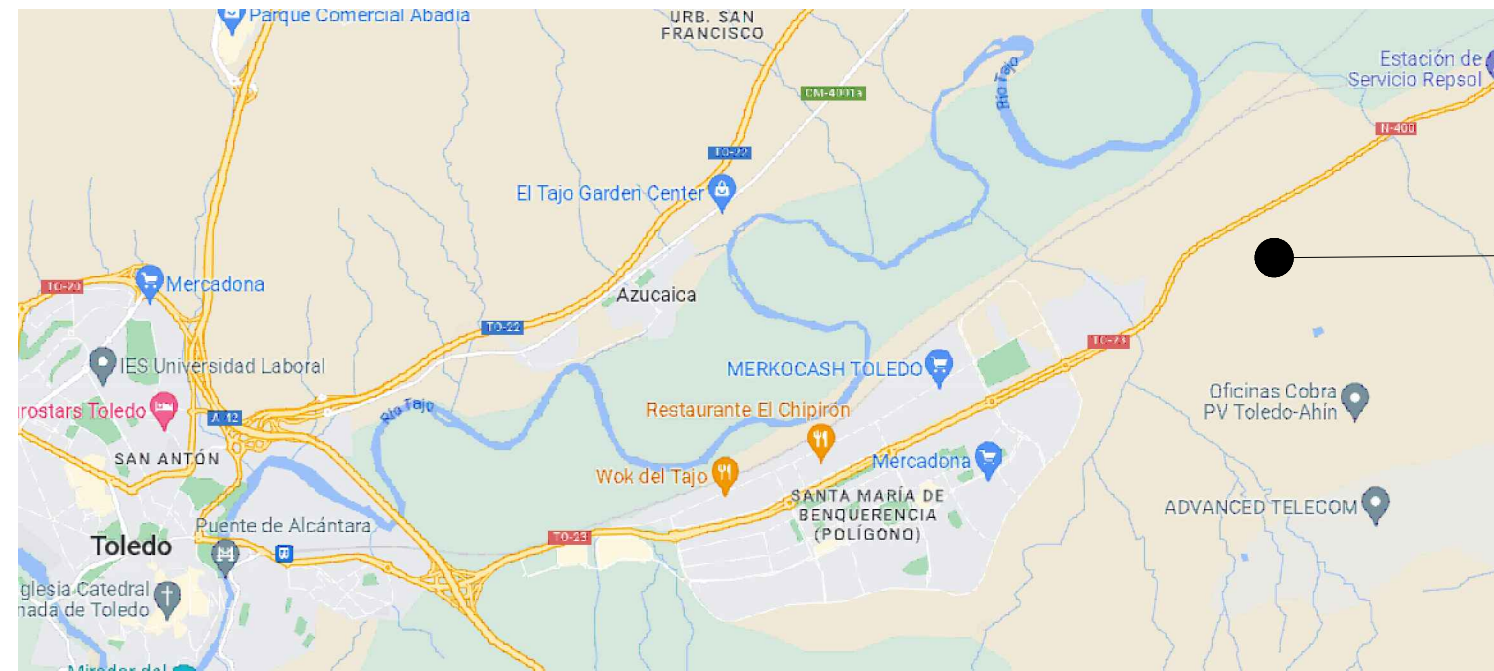 Parque Comercial Abadía
URB. SAN
FRANCISCO
Estación de
Servicio Repsol
Río Tajo
CM-4001a
N-400
TO-22
El Tajo Garden Center
TO-20
Mercadona
Azucaica
TO-22
TO-23
IES Universidad Laboral
MERKOCASH TOLEDO
Oficinas Cobra
PV Toledo-Ahín
urostars Toledo
A-42
Río Tajo
Restaurante El Chipirón
SAN ANTÓN
Mercadona
Wok del Tajo
SANTA MARÍA DE
BENQUERENCIA
(POLÍGONO)
ADVANCED TELECOM
Puente de Alcántara
TO-23
Toledo
glesia Catedral
nada de Toledo
Mirador del